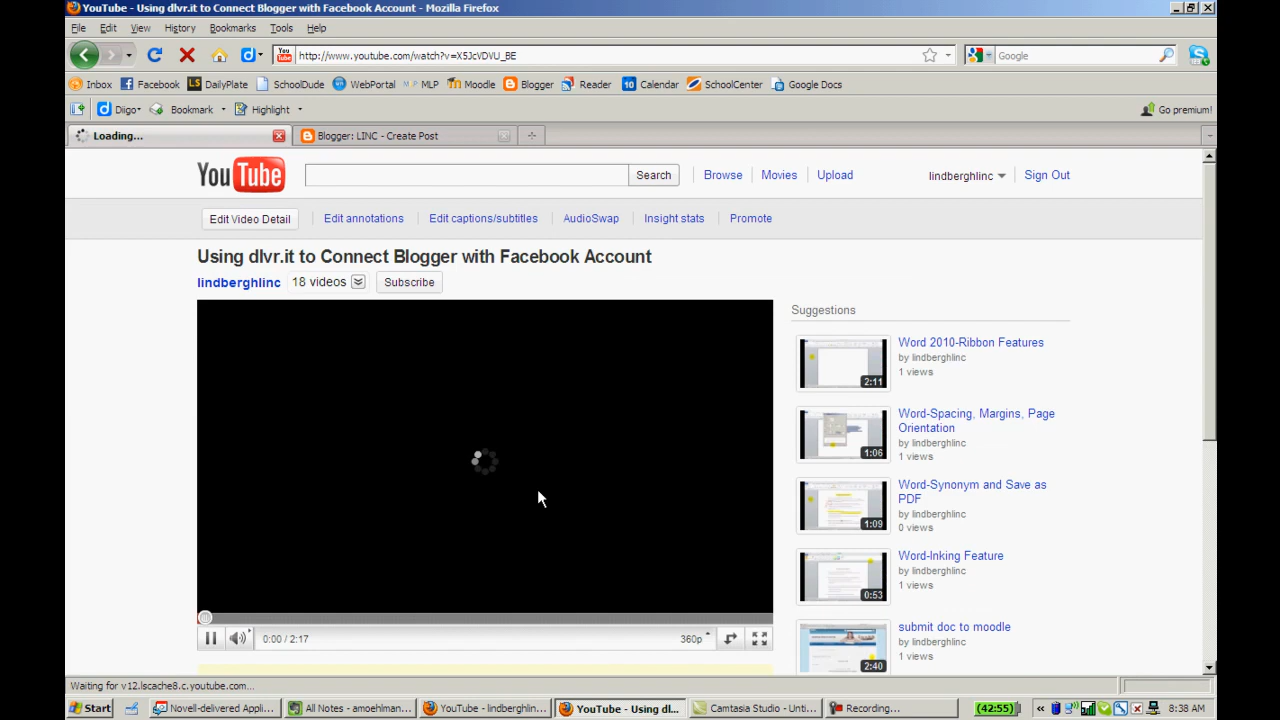 YouTube - Using dlvr.it to Connect Blogger with Facebook Account - Mozilla Firefox
File Edit View History Bookmarks Tools Help
http://www.youtube.com/watch?v=X5JcVDVU_BE
Google
Inbox Facebook DailyPlate SchoolDude WebPortal MLP Moodle Blogger Reader 10 Calendar SchoolCenter Google Docs
Diigo Bookmark Highlight Go premium!
Loading... Blogger: LINC - Create Post
YouTube Search Browse Movies Upload lindberghlinc Sign Out
Edit Video Detail Edit annotations Edit captions/subtitles AudioSwap Insight stats Promote
Using dlvr.it to Connect Blogger with Facebook Account
lindberghlinc 18 videos Subscribe
Suggestions
Word 2010-Ribbon Features
by lindberghlinc
1 views
2:11
Word-Spacing, Margins, Page
Orientation
by lindberghlinc
1 views
1:06
Word-Synonym and Save as
PDF
by lindberghlinc
0 views
1:09
Word-Inking Feature
by lindberghlinc
1 views
0:53
submit doc to moodle
by lindberghlinc
1 views
2:40
0:00 / 2:17 360p
Waiting for v12.lscache8.c.youtube.com...
Start Novell-delivered Appli... All Notes - amoehlman... YouTube - lindberghlin... YouTube - Using dl... Camtasia Studio - Unti... Recording... (42:55) 8:38 AM